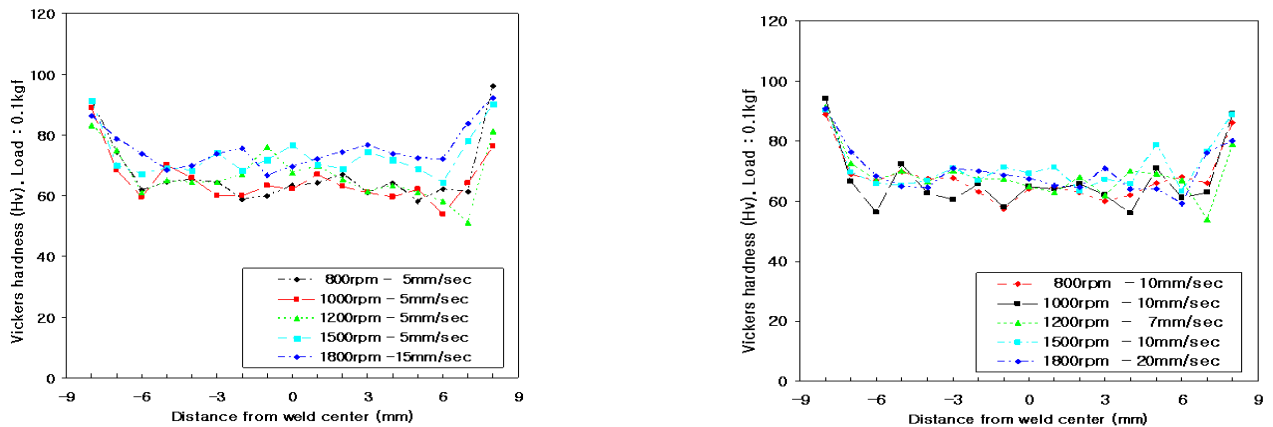 Vickers hardness (Hv), Load : 0.1kgf
120
100
80
60
40
20
0
800rpm - 5mm/sec
1000rpm - 5mm/sec
1200rpm - 5mm/sec
1500rpm - 5mm/sec
1800rpm - 15mm/sec
-9 -6 -3 0 3 6 9
Distance from weld center (mm)
Vickers hardness (Hv), Load : 0.1kgf
120
100
80
60
40
20
0
800rpm - 10mm/sec
1000rpm - 10mm/sec
1200rpm - 7mm/sec
1500rpm - 10mm/sec
1800rpm - 20mm/sec
-9 -6 -3 0 3 6 9
Distance from weld center (mm)